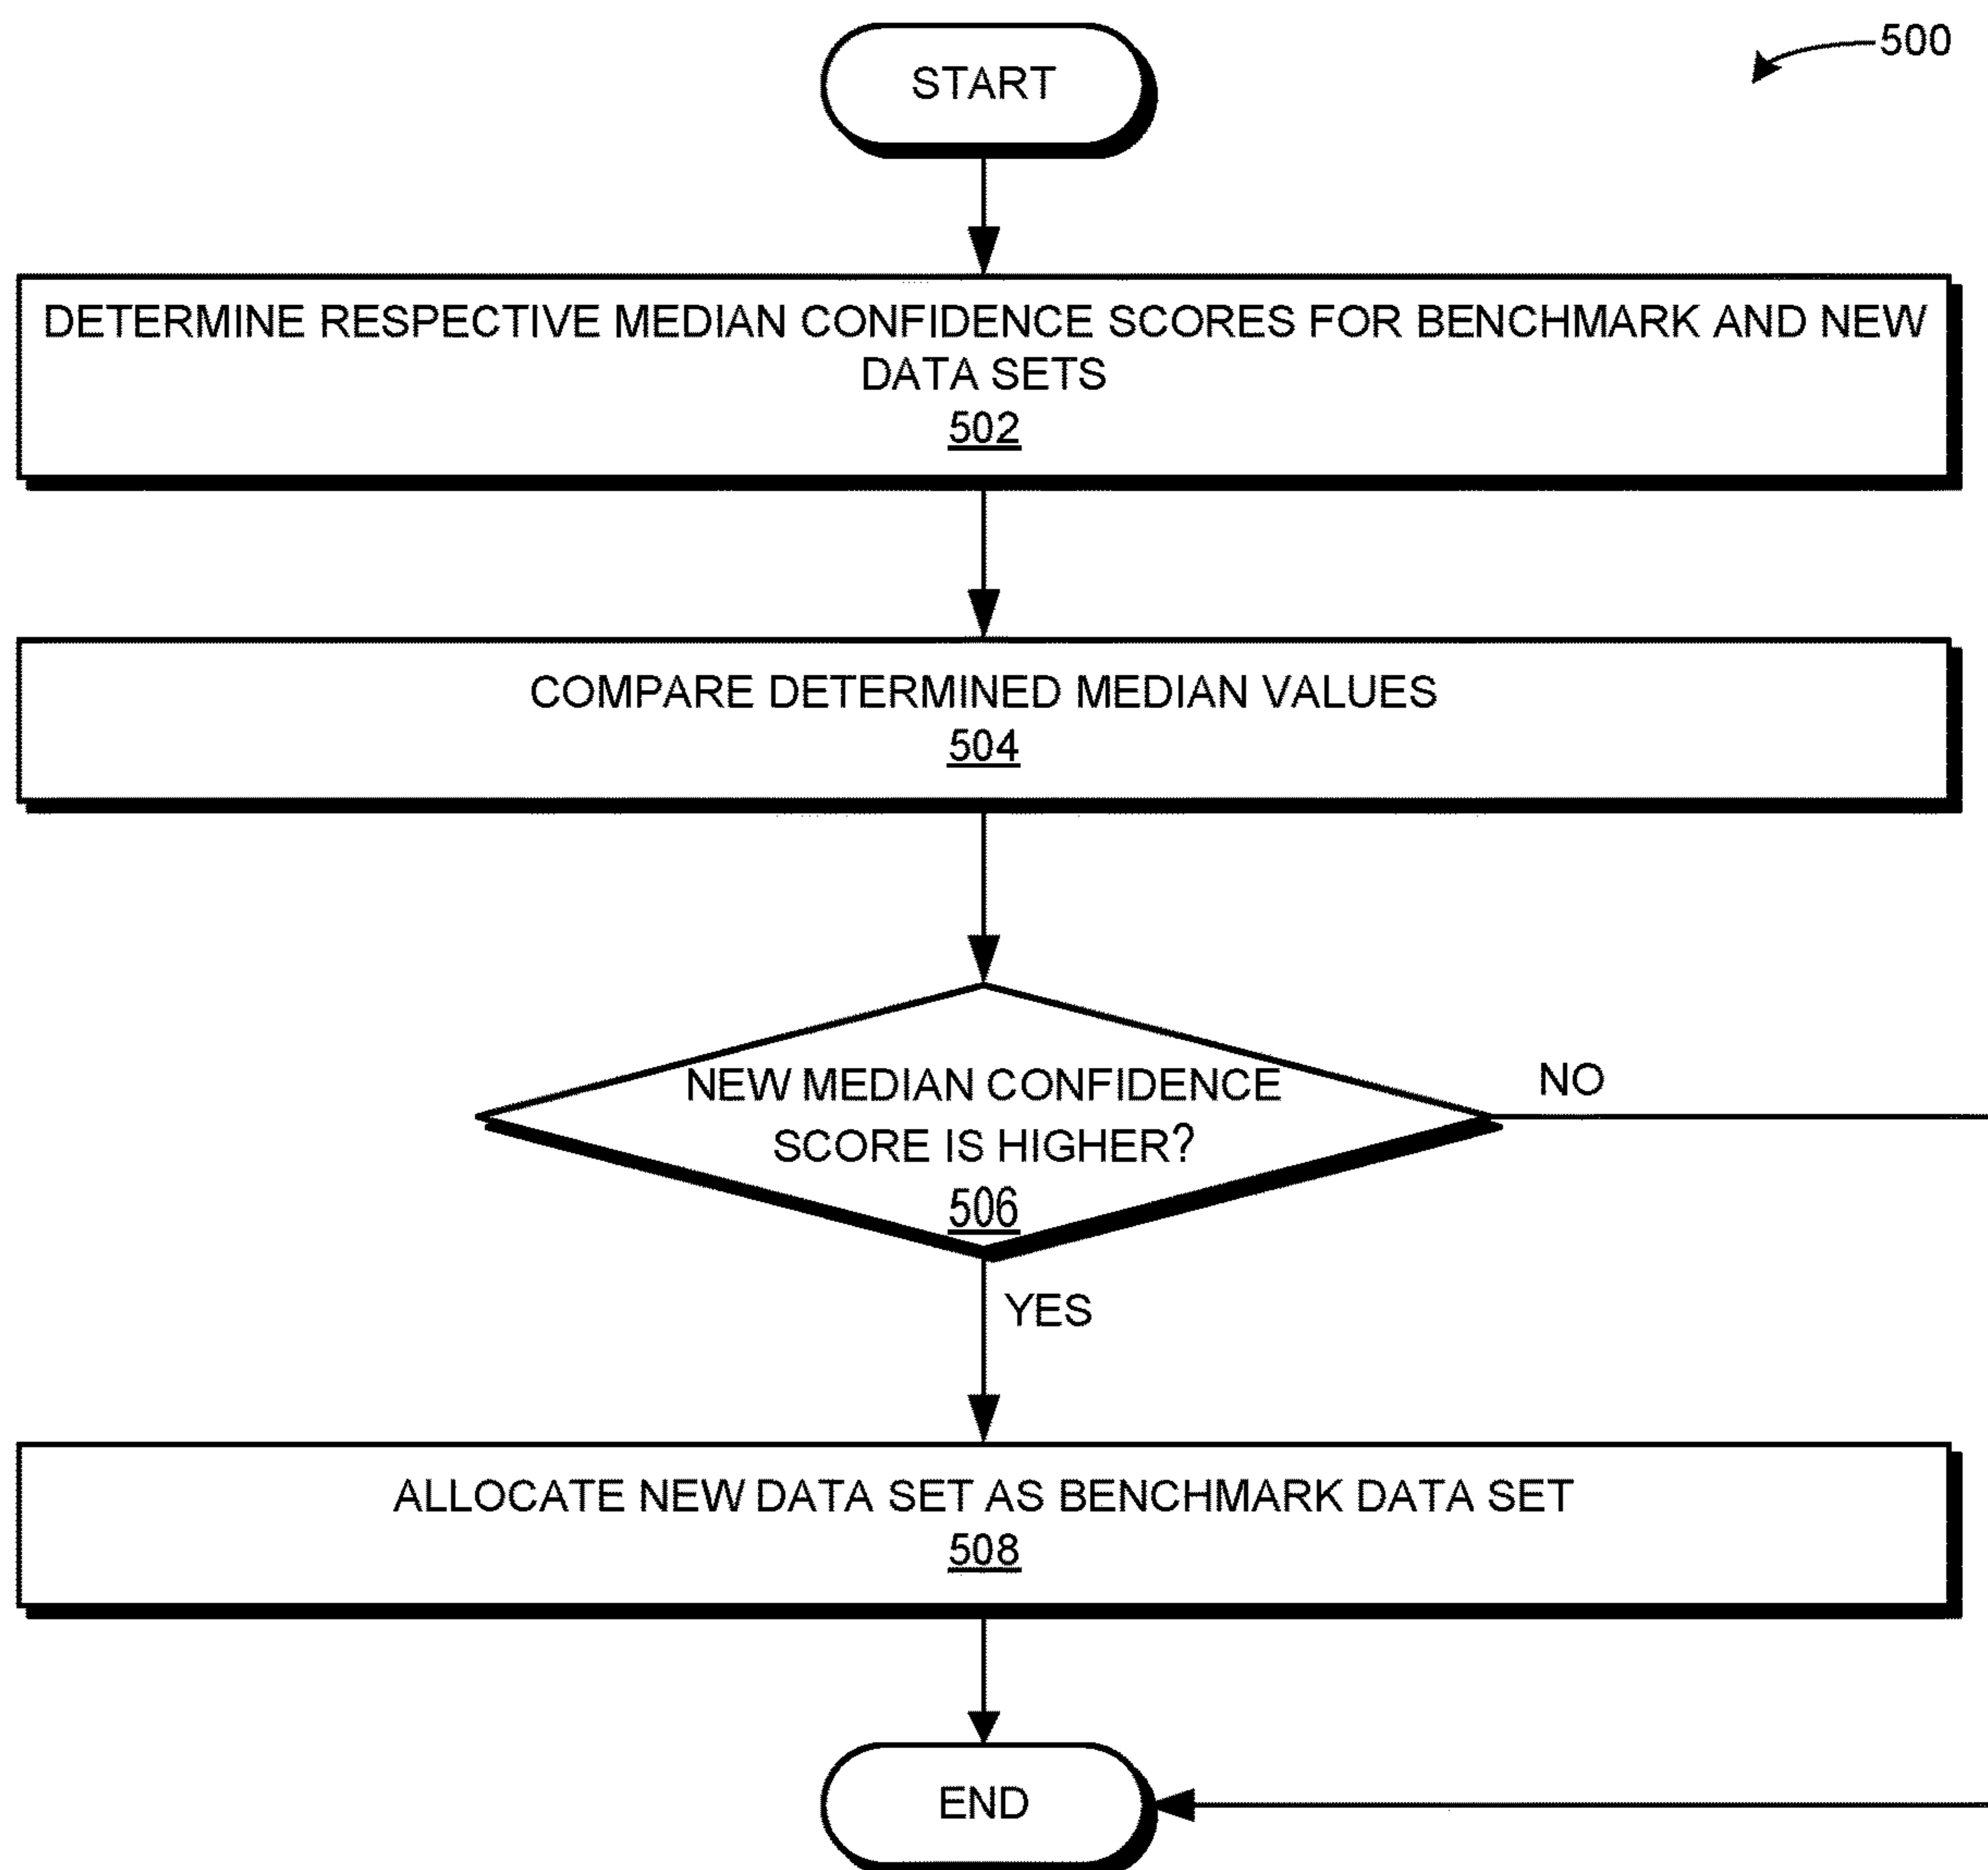 500
START
DETERMINE RESPECTIVE MEDIAN CONFIDENCE SCORES FOR BENCHMARK AND NEW
DATA SETS
502
COMPARE DETERMINED MEDIAN VALUES
504
NEW MEDIAN CONFIDENCE
SCORE IS HIGHER?
506
NO
YES
ALLOCATE NEW DATA SET AS BENCHMARK DATA SET
508
END